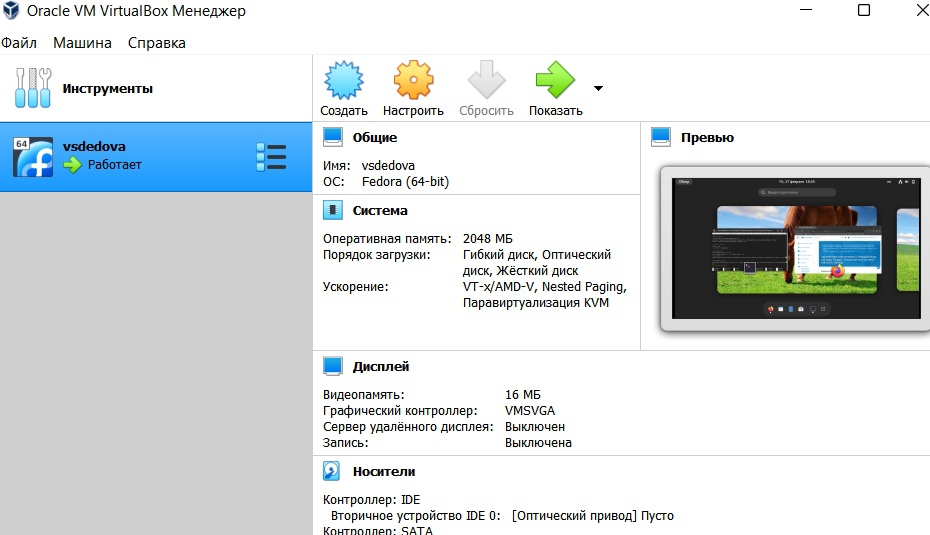 Oracle VM VirtualBox Менеджер
Файл Машина Справка
Инструменты
Создать Настроить Сбросить Показать
64
vsdedova
Работает
Общие
Имя: vsdedova
ОС: Fedora (64-bit)
Превью
Обзор
Система
Оперативная память: 2048 МБ
Порядок загрузки: Гибкий диск, Оптический
диск, Жёсткий диск
Ускорение: VT-x/AMD-V, Nested Paging,
Паравиртуализация KVM
Дисплей
Видеопамять: 16 МБ
Графический контроллер: VMSVGA
Сервер удалённого дисплея: Выключен
Запись: Выключена
Носители
Контроллер: IDE
Вторичное устройство IDE 0: [Оптический привод] Пусто
Контроллер: SATA